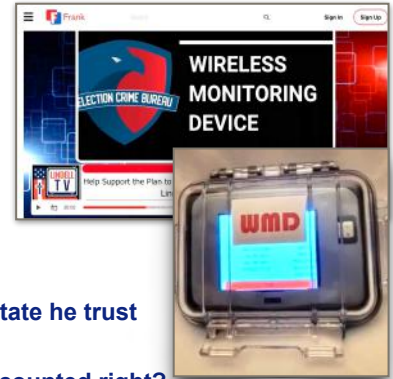 Frank
Sign In
Sign Up
ELECTION CRIME BUREAU
WIRELESS
MONITORING
DEVICE
LINDELL
TV
Help Support the Plan to
WMD
tate he trust
counted right?